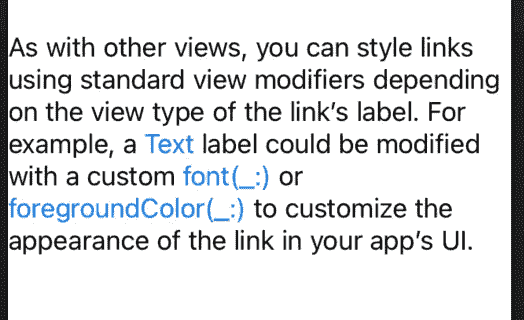 As with other views, you can style links
using standard view modifiers depending
on the view type of the link’s label. For
example, a Text label could be modified
with a custom font(_:) or
foregroundColor(_:) to customize the
appearance of the link in your app’s UI.